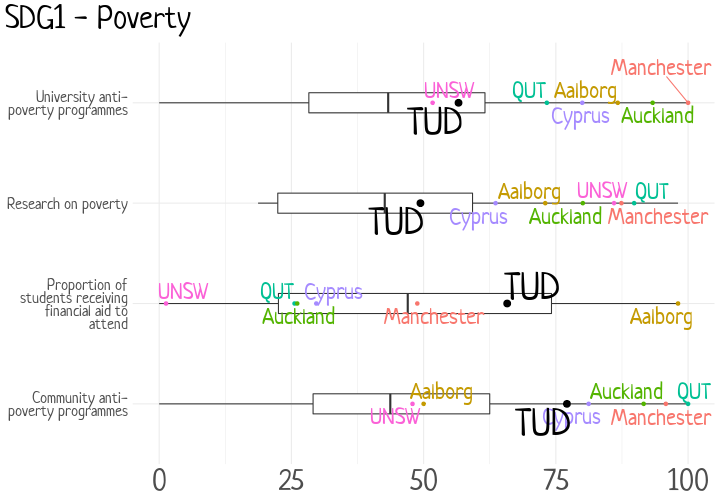 SDG1 - Poverty
Manchester
University anti-
poverty programmes
UNSW
QUT
Aalborg
TUD
Cyprus
Auckland
Research on poverty
Aalborg
UNSW
QUT
TUD
Cyprus
Auckland
Manchester
Proportion of
students receiving
financial aid to
attend
UNSW
QUT
Cyprus
TUD
Auckland
Manchester
Aalborg
Community anti-
poverty programmes
Aalborg
Auckland
QUT
UNSW
TUD
Cyprus
Manchester
0 25 50 75 100